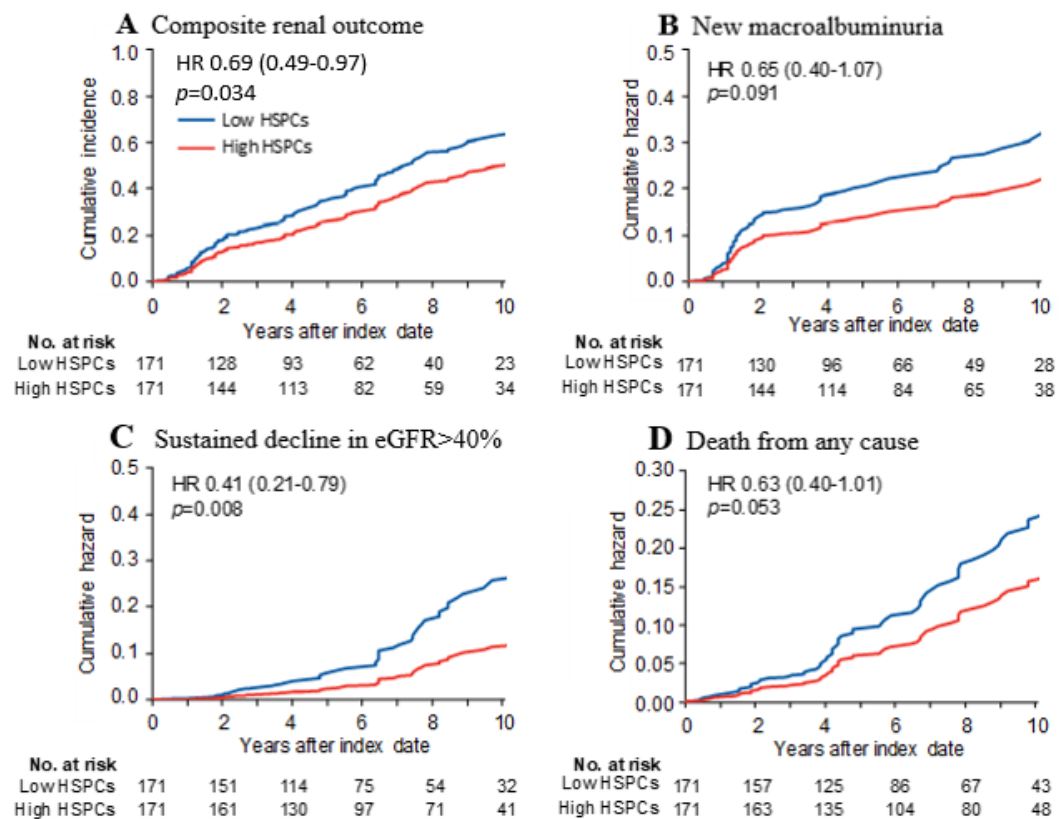 A Composite renal outcome
1.0
0.8
0.6
0.4
0.2
0.0
Cumulative incidence
HR 0.69 (0.49-0.97)
p=0.034
Low HSPCs
High HSPCs
0 2 4 6 8 10
Years after index date
No. at risk
Low HSPCs 171 128 93 62 40 23
High HSPCs 171 144 113 82 59 34
B New macroalbuminuria
0.5
0.4
0.3
0.2
0.1
0.0
Cumulative hazard
HR 0.65 (0.40-1.07)
p=0.091
0 2 4 6 8 10
Years after index date
No. at risk
Low HSPCs 171 130 96 66 49 28
High HSPCs 171 144 114 84 65 38
C Sustained decline in eGFR>40%
0.5
0.4
0.3
0.2
0.1
0.0
Cumulative hazard
HR 0.41 (0.21-0.79)
p=0.008
0 2 4 6 8 10
Years after index date
No. at risk
Low HSPCs 171 151 114 75 54 32
High HSPCs 171 161 130 97 71 41
D Death from any cause
0.30
0.25
0.20
0.15
0.10
0.05
0.00
Cumulative hazard
HR 0.63 (0.40-1.01)
p=0.053
0 2 4 6 8 10
Years after index date
No. at risk
Low HSPCs 171 157 125 86 67 43
High HSPCs 171 163 135 104 80 48